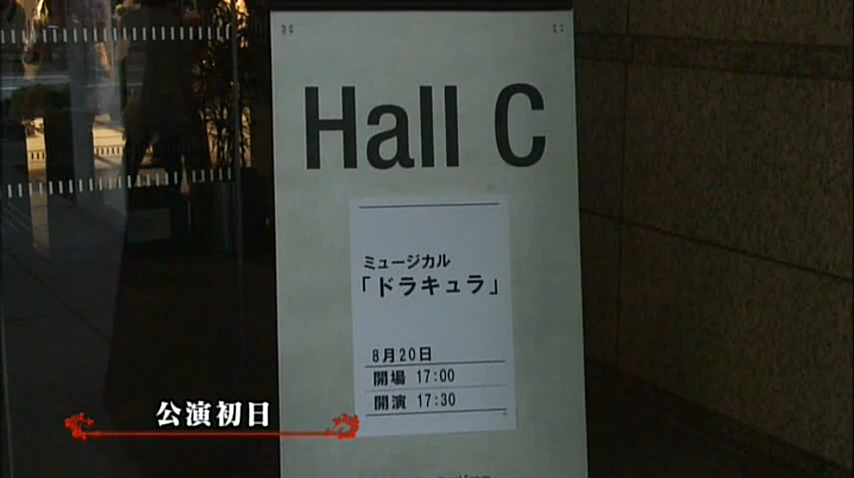 Hall C
ミュージカル
「ドラキュラ」
8月20日
開場 17:00
開演 17:30
公演初日